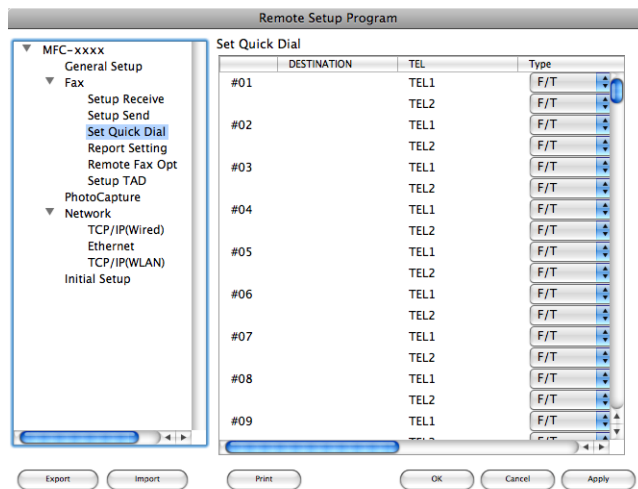 Remote Setup Program
MFC-xxxx
General Setup
Fax
Setup Receive
Setup Send
Set Quick Dial
Report Setting
Remote Fax Opt
Setup TAD
PhotoCapture
Network
TCP/IP(Wired)
Ethernet
TCP/IP(WLAN)
Initial Setup
Set Quick Dial
DESTINATION TEL Type
#01 TEL1 F/T
TEL2 F/T
#02 TEL1 F/T
TEL2 F/T
#03 TEL1 F/T
TEL2 F/T
#04 TEL1 F/T
TEL2 F/T
#05 TEL1 F/T
TEL2 F/T
#06 TEL1 F/T
TEL2 F/T
#07 TEL1 F/T
TEL2 F/T
#08 TEL1 F/T
TEL2 F/T
#09 TEL1 F/T
TEL2 F/T
Export Import Print OK Cancel Apply